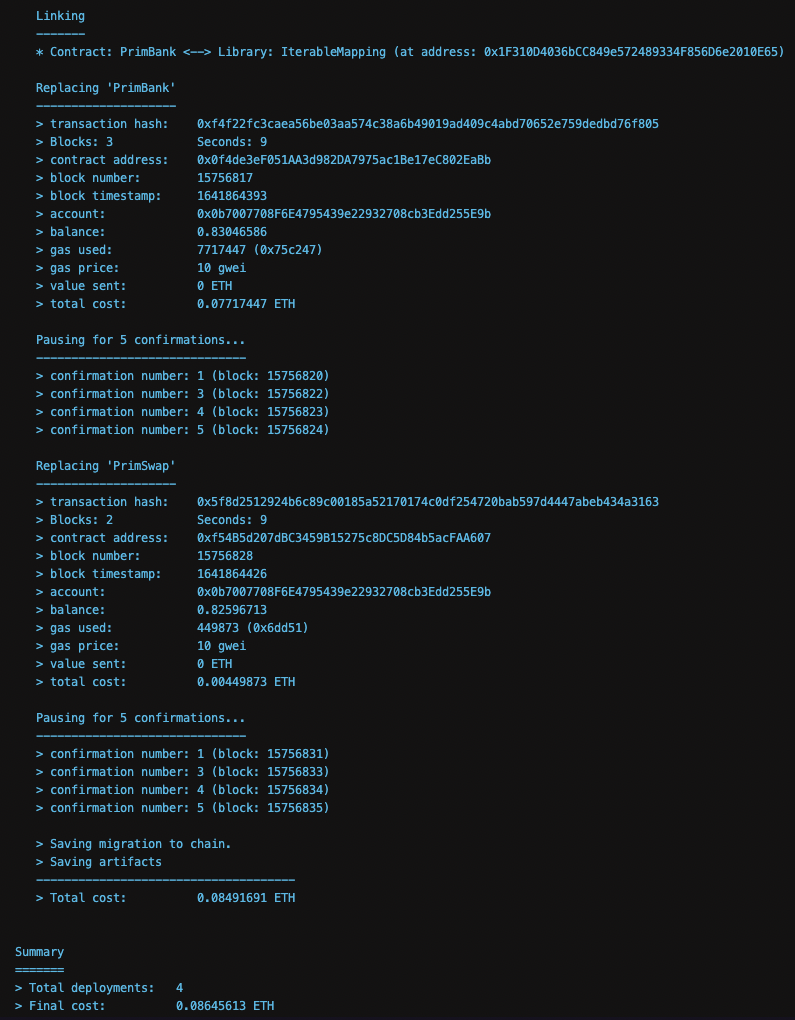 Linking
-------
* Contract: PrimBank <--> Library: IterableMapping (at address: 0x1F310D4036bCC849e572489334F856D6e2010E65)
Replacing 'PrimBank'
--------------------
> transaction hash:    0xf4f22fc3caea56be03aa574c38a6b49019ad409c4abd70652e759dedbd76f805
> Blocks: 3            Seconds: 9
> contract address:    0x0f4de3eF051AA3d982DA7975ac1Be17eC802EaBb
> block number:        15756817
> block timestamp:     1641864393
> account:             0x0b7007708F6E4795439e22932708cb3Edd255E9b
> balance:             0.83046586
> gas used:            7717447 (0x75c247)
> gas price:           10 gwei
> value sent:          0 ETH
> total cost:          0.07717447 ETH
Pausing for 5 confirmations...
------------------------------
> confirmation number: 1 (block: 15756820)
> confirmation number: 3 (block: 15756822)
> confirmation number: 4 (block: 15756823)
> confirmation number: 5 (block: 15756824)
Replacing 'PrimSwap'
--------------------
> transaction hash:    0x5f8d2512924b6c89c00185a52170174c0df254720bab597d4447abeb434a3163
> Blocks: 2            Seconds: 9
> contract address:    0xf54B5d207dBC3459B15275c8DC5D84b5acFAA607
> block number:        15756828
> block timestamp:     1641864426
> account:             0x0b7007708F6E4795439e22932708cb3Edd255E9b
> balance:             0.82596713
> gas used:            449873 (0x6dd51)
> gas price:           10 gwei
> value sent:          0 ETH
> total cost:          0.00449873 ETH
Pausing for 5 confirmations...
------------------------------
> confirmation number: 1 (block: 15756831)
> confirmation number: 3 (block: 15756833)
> confirmation number: 4 (block: 15756834)
> confirmation number: 5 (block: 15756835)
> Saving migration to chain.
> Saving artifacts
-------------------------------------
> Total cost:          0.08491691 ETH
Summary
=======
> Total deployments:   4
> Final cost:          0.08645613 ETH